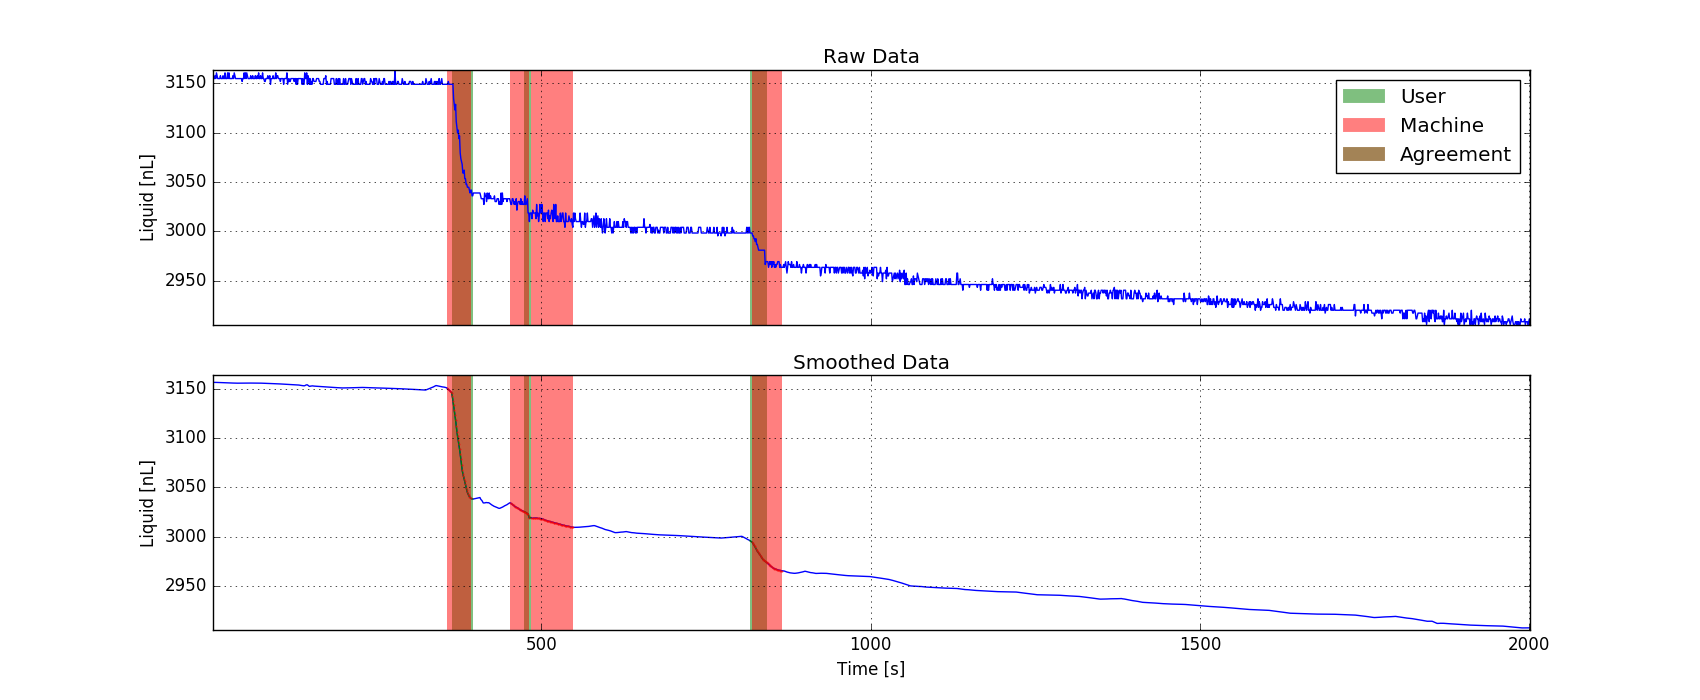 Raw Data
3150
3100
3050
3000
2950
Liquid [nL]
User
Machine
Agreement
Smoothed Data
3150
3100
3050
3000
2950
Liquid [nL]
500
1000
1500
2000
Time [s]